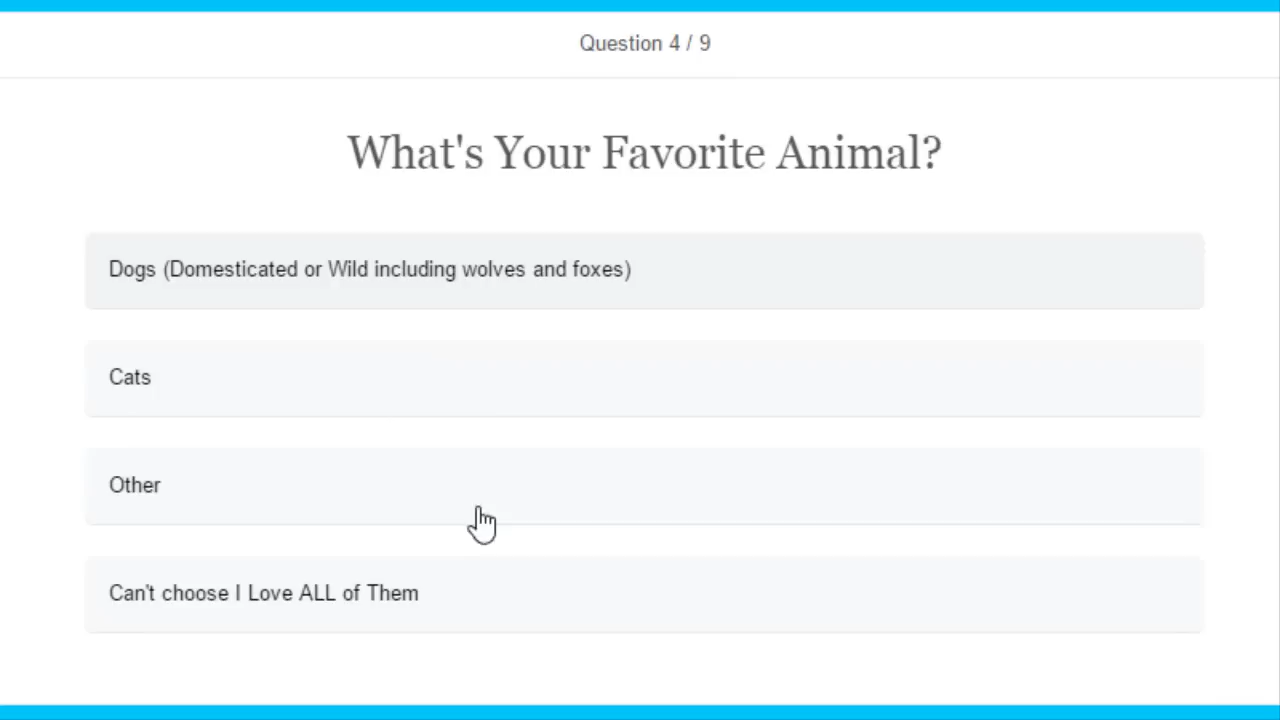 Question 4 / 9
What's Your Favorite Animal?
Dogs (Domesticated or Wild including wolves and foxes)
Cats
Other
Can't choose I Love ALL of Them